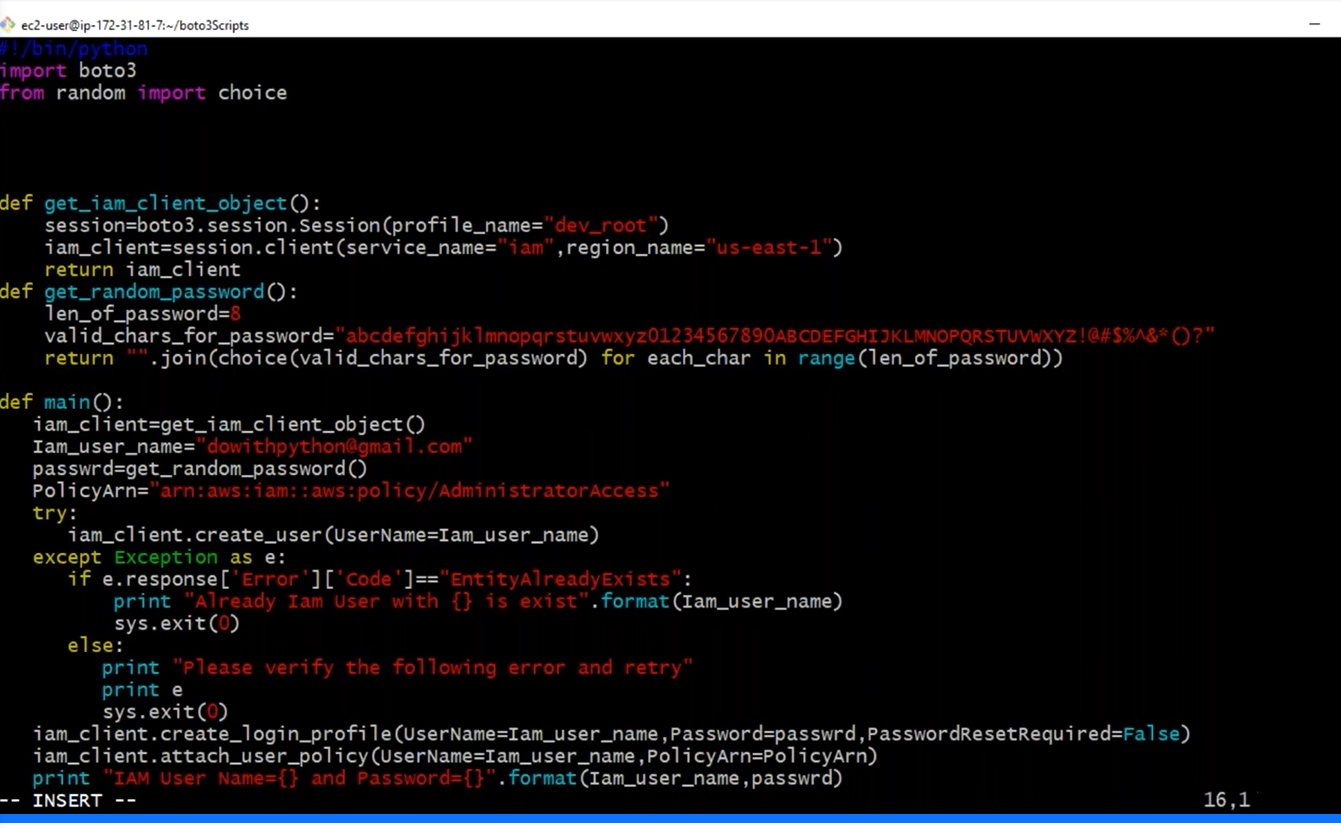 ec2-user@ip-172-31-81-7:~/boto3Scripts
#!/bin/python
import boto3
from random import choice
def get_iam_client_object():
    session=boto3.session.Session(profile_name="dev_root")
    iam_client=session.client(service_name="iam",region_name="us-east-1")
    return iam_client
def get_random_password():
    len_of_password=8
    valid_chars_for_password="abcdefghijklmnopqrstuvwxyz01234567890ABCDEFGHIJKLMNOPQRSTUVWXYZ!@#$%^&*()?"
    return "".join(choice(valid_chars_for_password) for each_char in range(len_of_password))
def main():
   iam_client=get_iam_client_object()
   Iam_user_name="dowithpython@gmail.com"
   passwrd=get_random_password()
   PolicyArn="arn:aws:iam::aws:policy/AdministratorAccess"
   try:
      iam_client.create_user(UserName=Iam_user_name)
   except Exception as e:
      if e.response['Error']['Code']=="EntityAlreadyExists":
          print "Already Iam User with {} is exist".format(Iam_user_name)
          sys.exit(0)
      else:
         print "Please verify the following error and retry"
         print e
         sys.exit(0)
   iam_client.create_login_profile(UserName=Iam_user_name,Password=passwrd,PasswordResetRequired=False)
   iam_client.attach_user_policy(UserName=Iam_user_name,PolicyArn=PolicyArn)
   print "IAM User Name={} and Password={}".format(Iam_user_name,passwrd)
-- INSERT -- 16,1